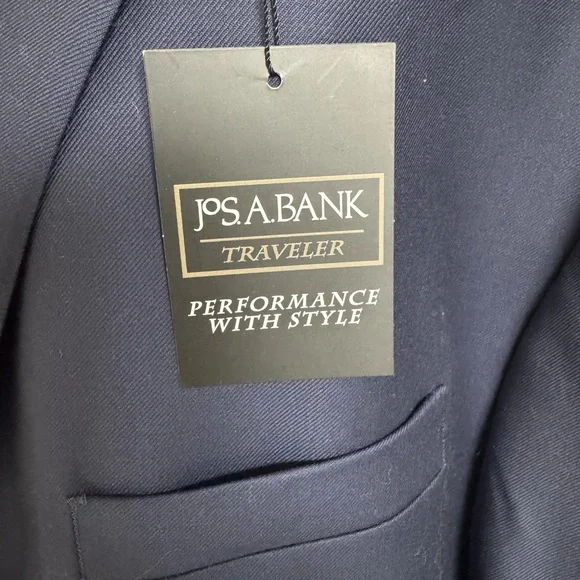 JoS.A.BANK
TRAVELER
PERFORMANCE
WITH STYLE